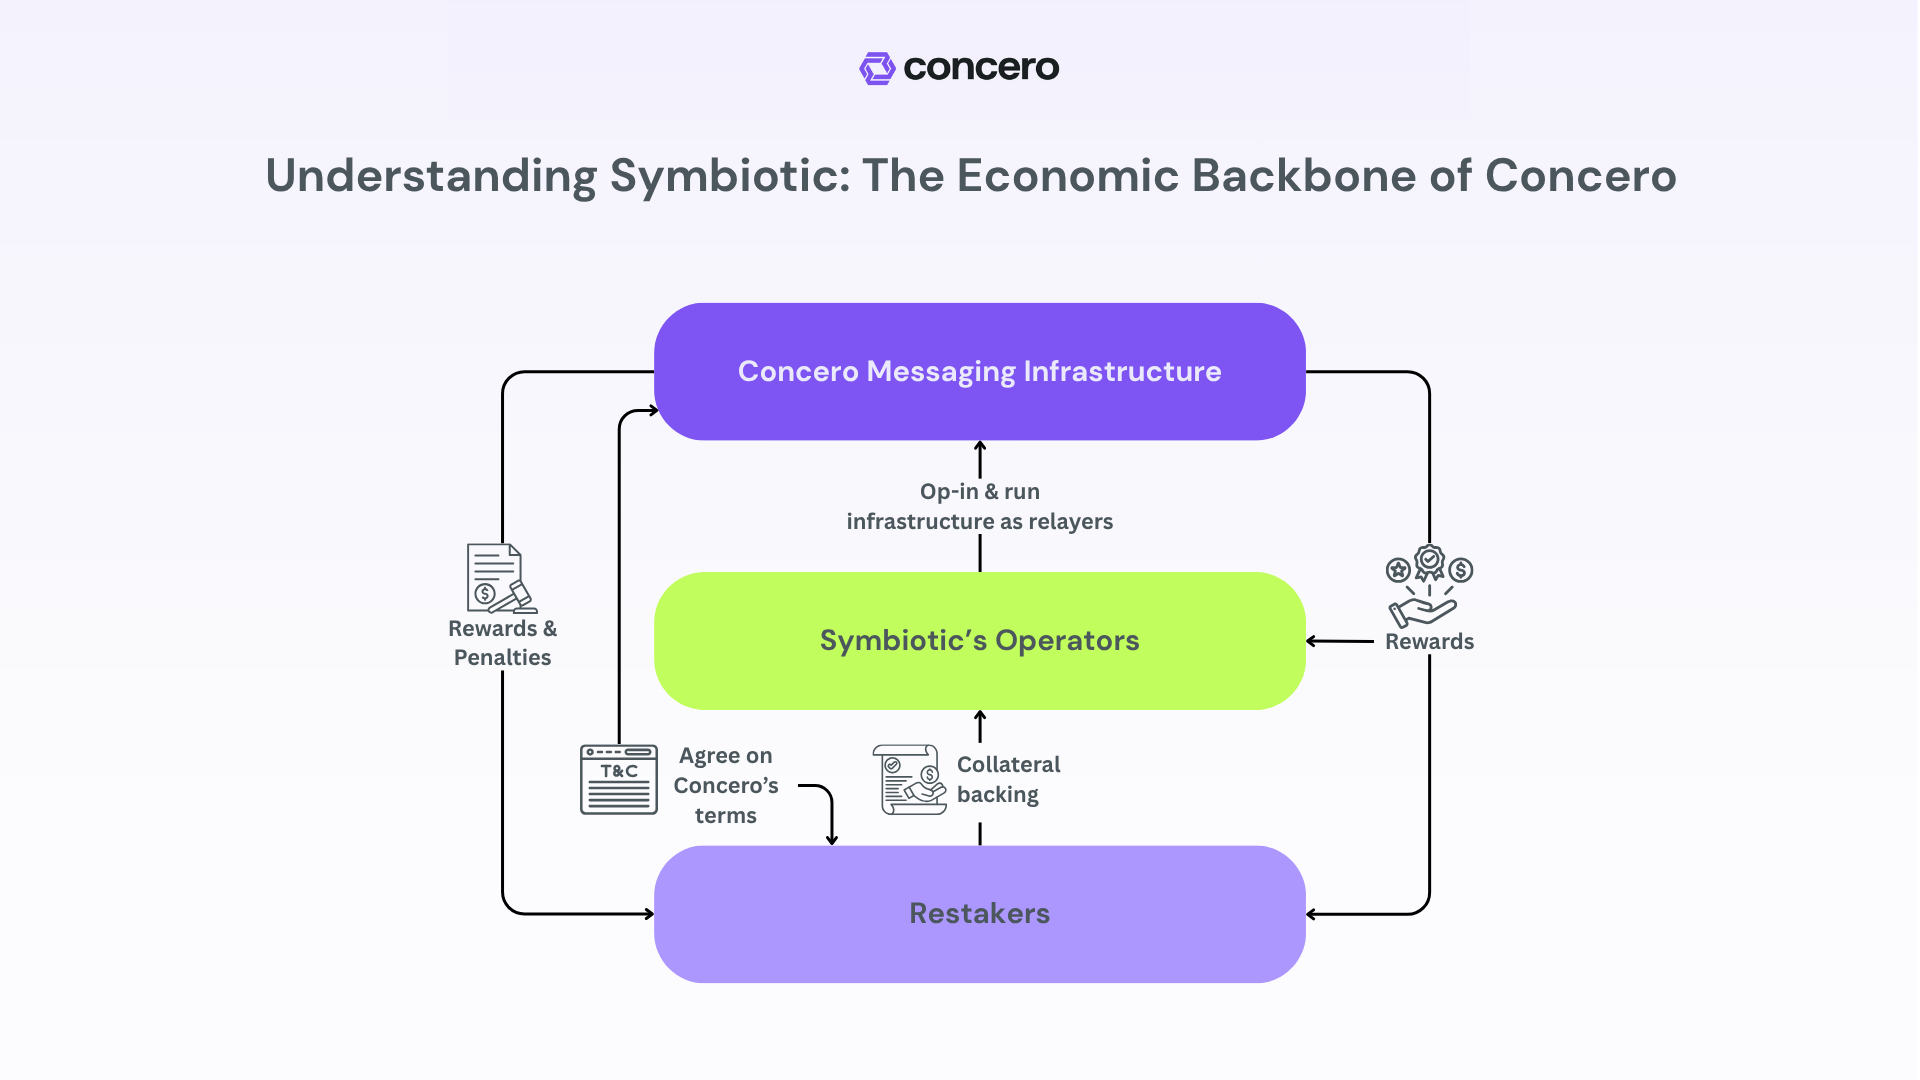 concero
Understanding Symbiotic: The Economic Backbone of Concero
Concero Messaging Infrastructure
Op-in & run
infrastructure as relayers
Rewards &
Penalties
Symbiotic’s Operators
Rewards
T&C
Agree on
Concero’s
terms
Collateral
backing
Restakers